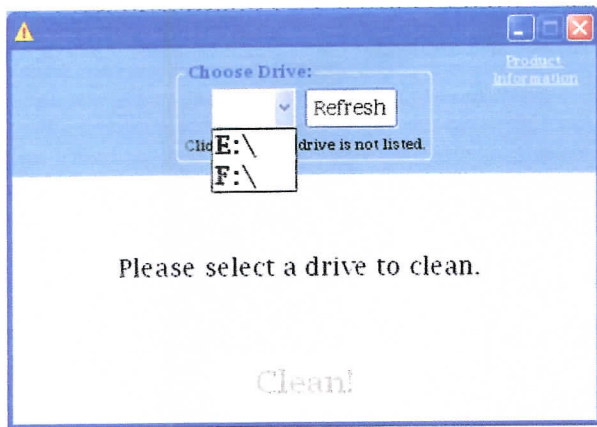 Product
Information
Choose Drive:
Refresh
E:\
drive is not listed.
F:\
Please select a drive to clean.
Clean!